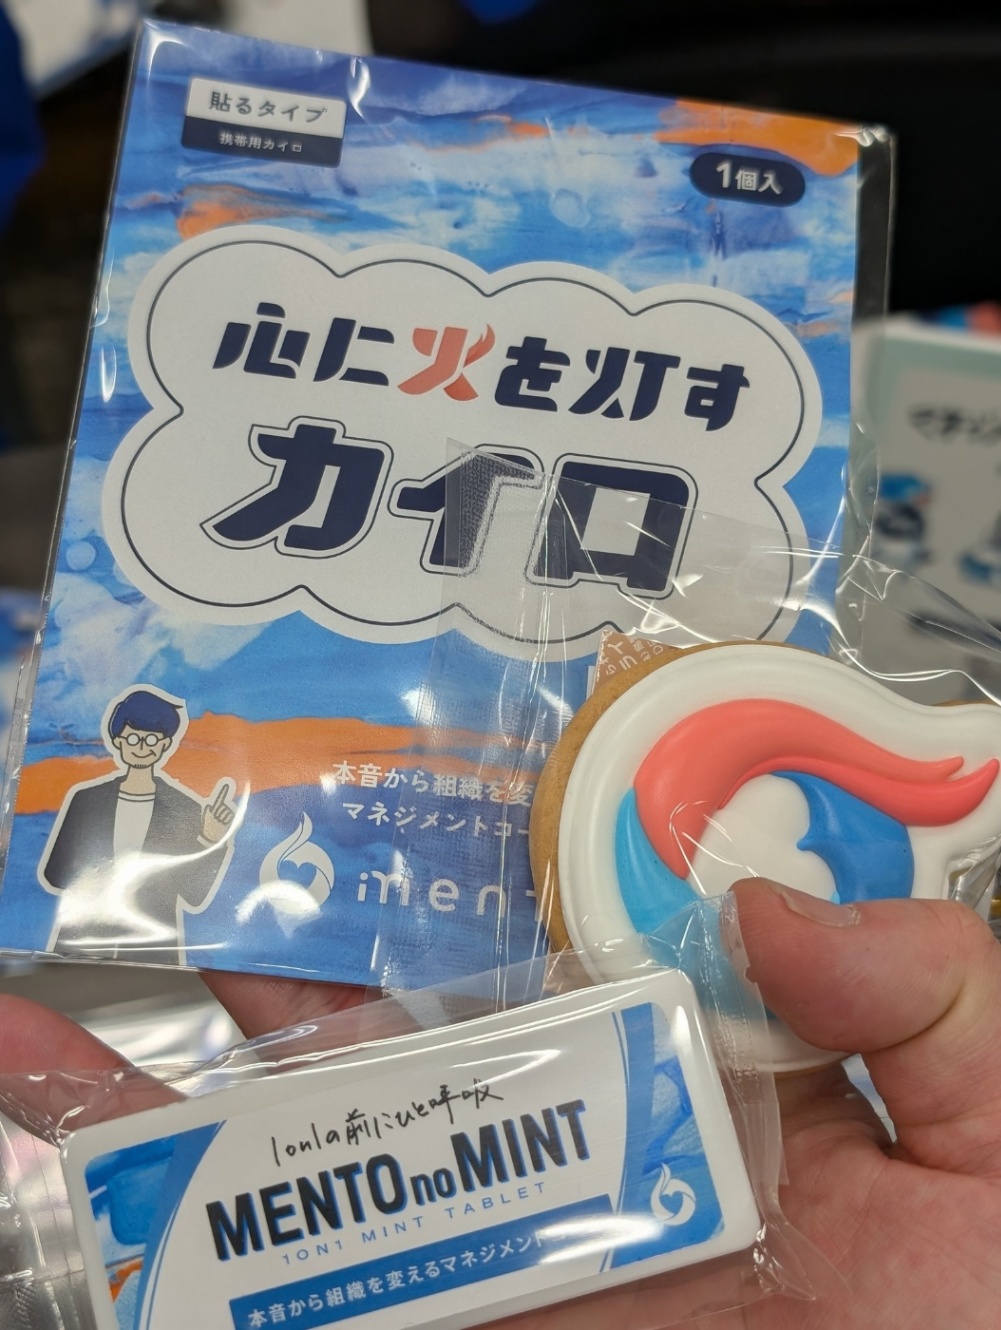 貼るタイプ
携帯用カイロ
1個入
心に火を灯す
カイロ
本音から組織を変
マネジメントコー
ment
1on1の前にひと呼吸
MENTO no MINT
1ON1 MINT TABLET
本音から組織を変えるマネジメント